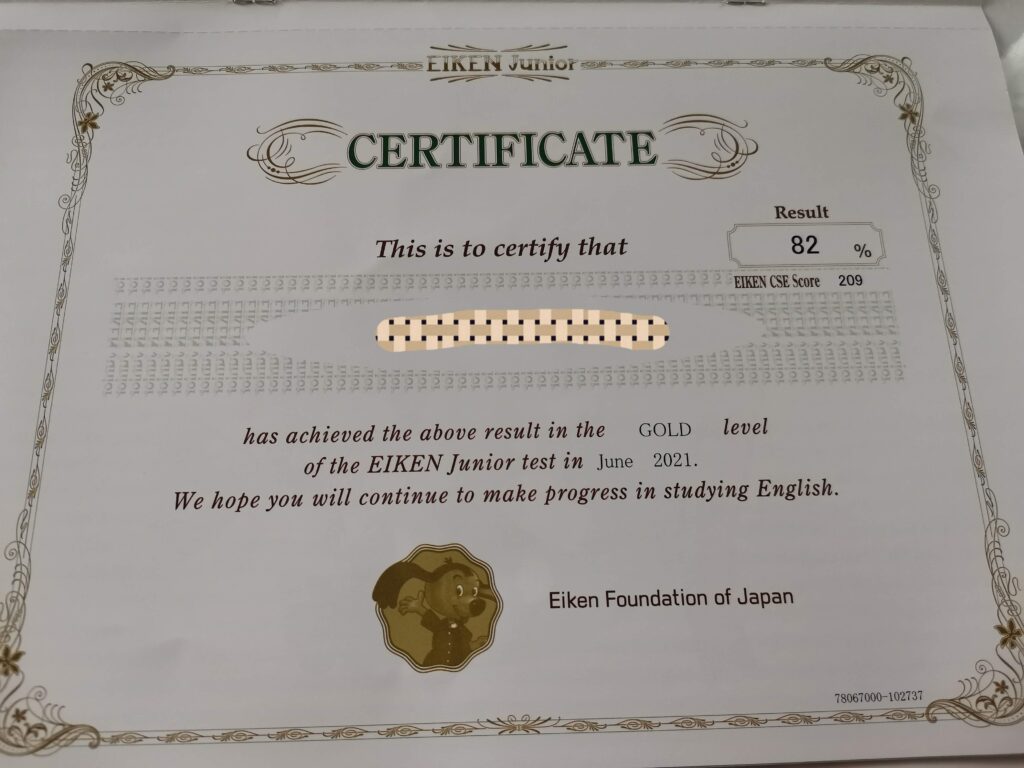 EIKEN Junior
CERTIFICATE
Result
82 %
This is to certify that
EIKEN CSE Score 209
has achieved the above result in the GOLD level
of the EIKEN Junior test in June 2021.
We hope you will continue to make progress in studying English.
Eiken Foundation of Japan
78067000-102737